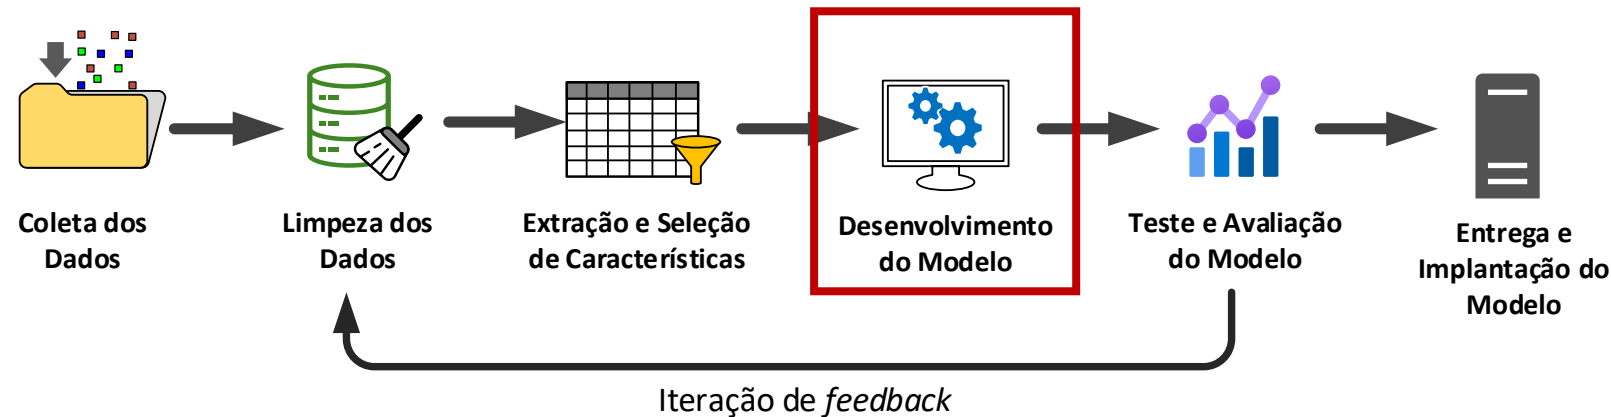 Coleta dos
Dados
Limpeza dos
Dados
Extração e Seleção
de Características
Desenvolvimento
do Modelo
Teste e Avaliação
do Modelo
Entrega e
Implantação do
Modelo
Iteração de feedback